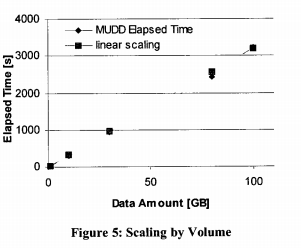 4000
3000
2000
1000
0
Elapsed Time [s]
MUDD Elapsed Time
linear scaling
0 50 100
Data Amount [GB]
Figure 5: Scaling by Volume